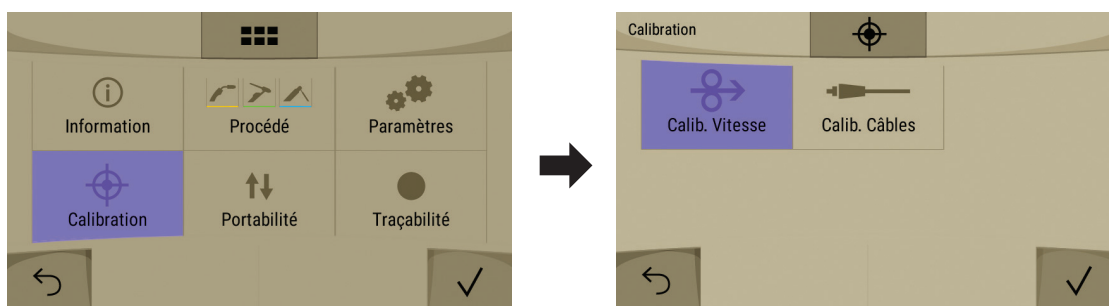 Information
Procédé
Paramètres
Calibration
Portabilité
Traçabilité
Calibration
Calib. Vitesse
Calib. Câbles